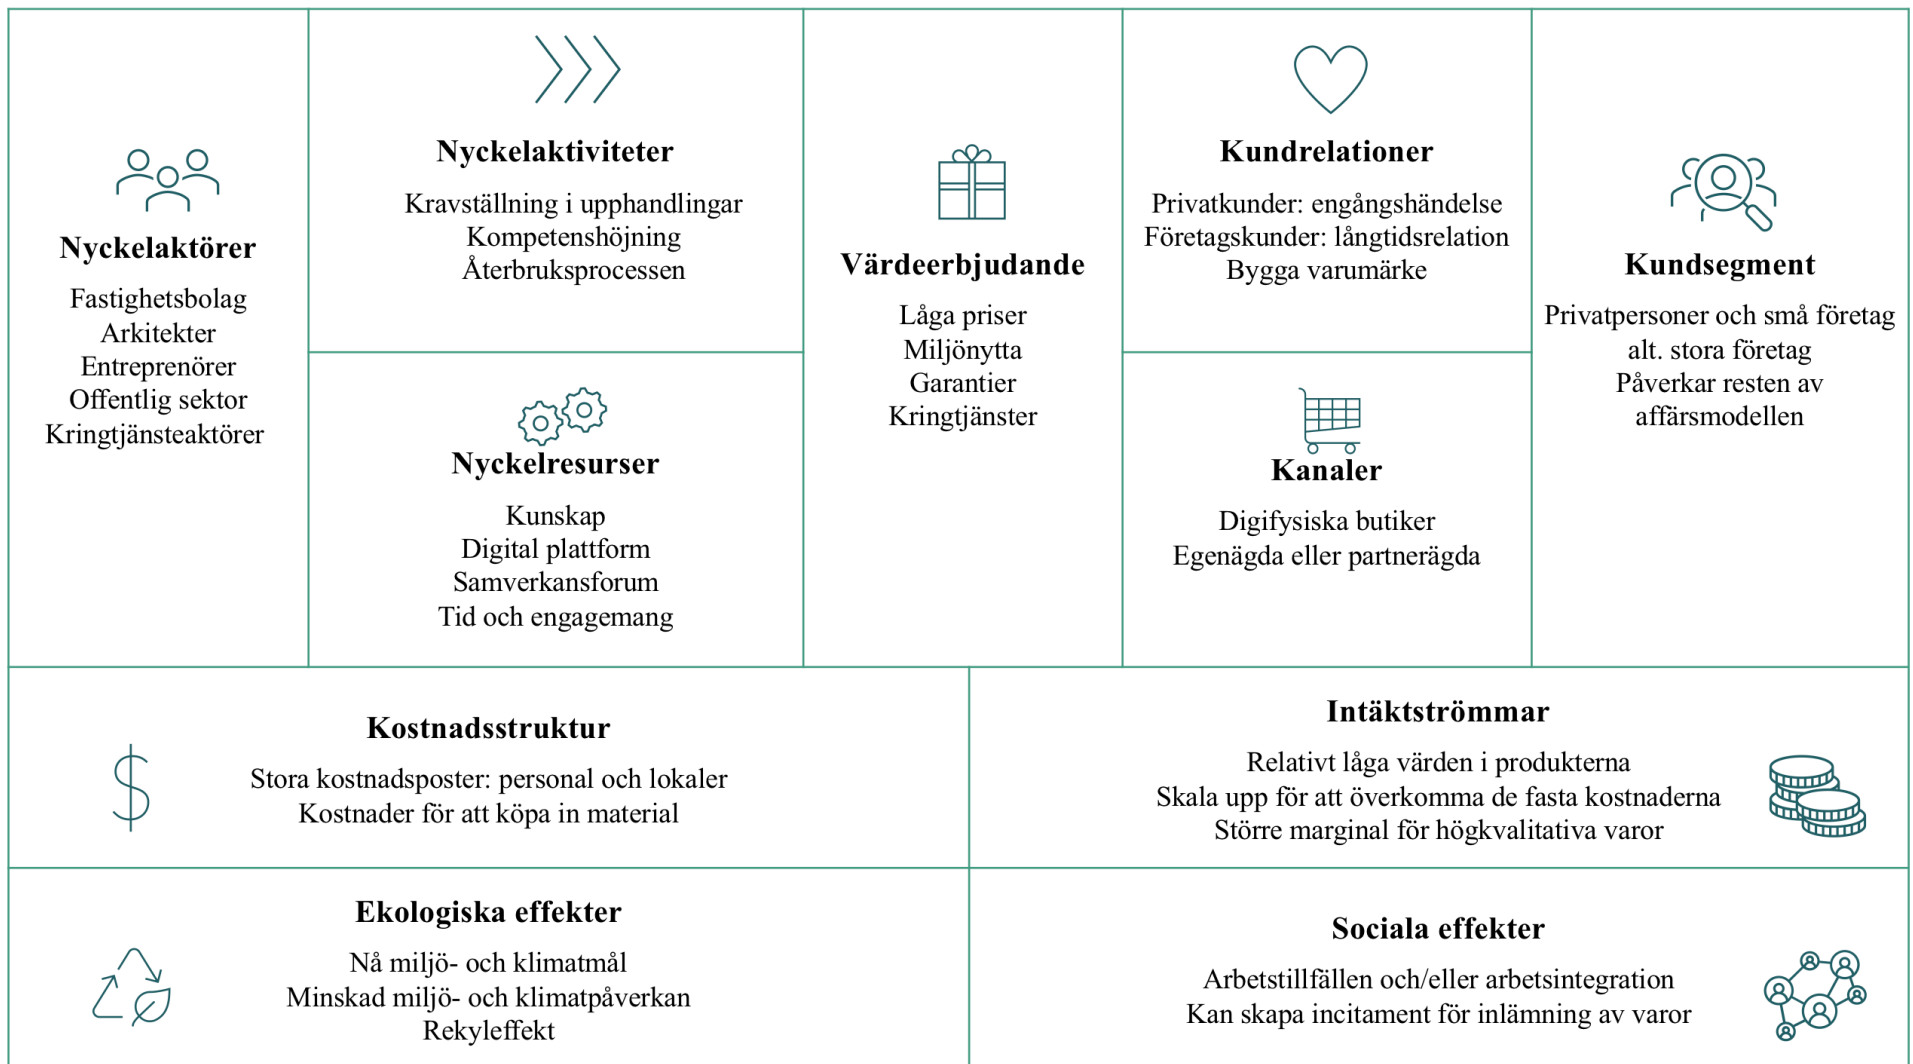 Nyckelaktörer
Fastighetsbolag
Arkitekter
Entreprenörer
Offentlig sektor
Kringtjänsteaktörer
Nyckelaktiviteter
Kravställning i upphandlingar
Kompetenshöjning
Återbruksprocessen
Nyckelresurser
Kunskap
Digital plattform
Samverkansforum
Tid och engagemang
Värdeerbjudande
Låga priser
Miljönytta
Garantier
Kringtjänster
Kundrelationer
Privatkunder: engångshändelse
Företagskunder: långtidsrelation
Bygga varumärke
Kanaler
Digifysiska butiker
Egenägda eller partnerägda
Kundsegment
Privatpersoner och små företag
alt. stora företag
Påverkar resten av
affärsmodellen
Kostnadsstruktur
Stora kostnadsposter: personal och lokaler
Kostnader för att köpa in material
Intäktströmmar
Relativt låga värden i produkterna
Skala upp för att överkomma de fasta kostnaderna
Större marginal för högkvalitativa varor
Ekologiska effekter
Nå miljö- och klimatmål
Minskad miljö- och klimatpåverkan
Rekyleffekt
Sociala effekter
Arbetstillfällen och/eller arbetsintegration
Kan skapa incitament för inlämning av varor